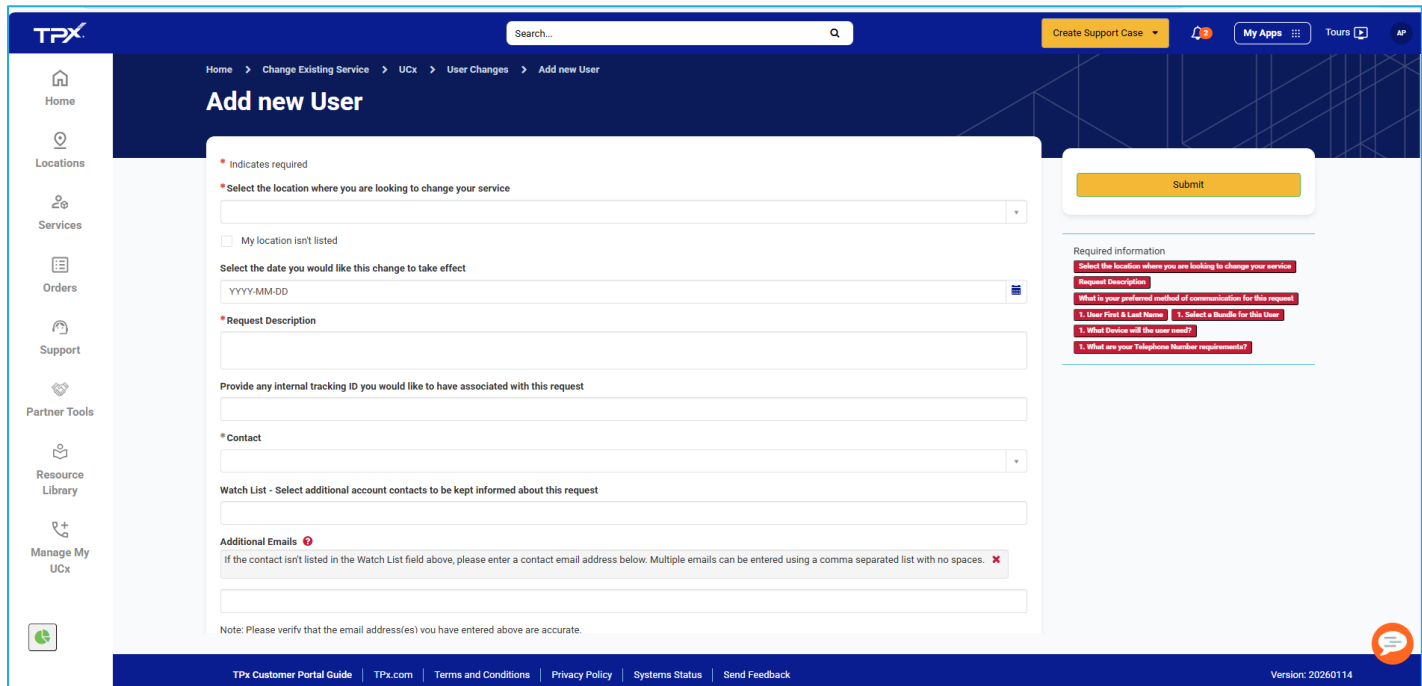 TPX
Search...
Create Support Case
2
My Apps
Tours
AP
Home
Locations
Services
Orders
Support
Partner Tools
Resource
Library
Manage My
UCx
Home > Change Existing Service > UCx > User Changes > Add new User
Add new User
* Indicates required
*Select the location where you are looking to change your service
My location isn't listed
Select the date you would like this change to take effect
YYYY-MM-DD
*Request Description
Provide any internal tracking ID you would like to have associated with this request
*Contact
Watch List - Select additional account contacts to be kept informed about this request
Additional Emails ?
If the contact isn't listed in the Watch List field above, please enter a contact email address below. Multiple emails can be entered using a comma separated list with no spaces.
Note: Please verify that the email address(es) you have entered above are accurate.
Submit
Required information
Select the location where you are looking to change your service
Request Description
What is your preferred method of communication for this request
1. User First & Last Name 1. Select a Bundle for this User
1. What Device will the user need?
1. What are your Telephone Number requirements?
TPx Customer Portal Guide | TPx.com | Terms and Conditions | Privacy Policy | Systems Status | Send Feedback
Version: 20260114